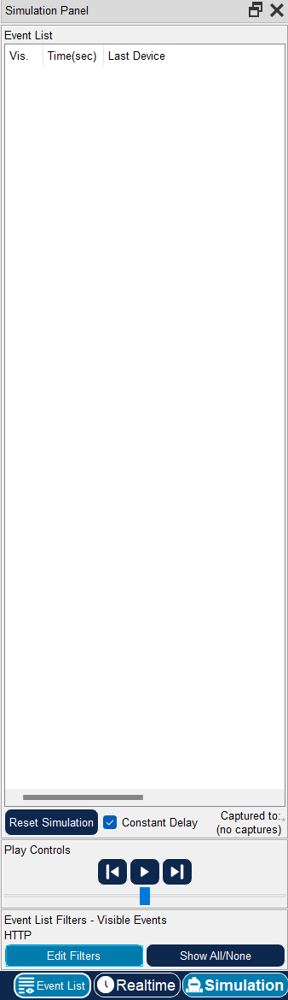 Simulation Panel
Event List
Vis. Time(sec) Last Device
Reset Simulation Constant Delay Captured to:*
(no captures)
Play Controls
Event List Filters - Visible Events
HTTP
Edit Filters Show All/None
Event List Realtime Simulation